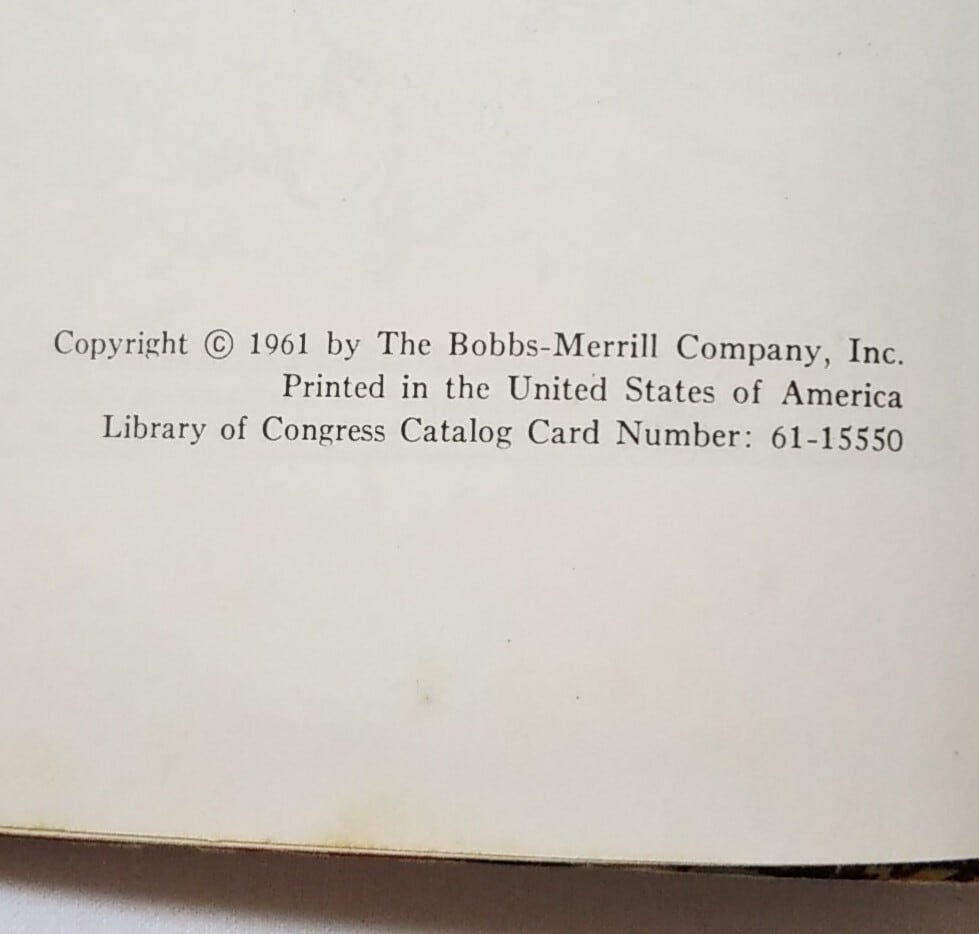 Copyright © 1961 by The Bobbs-Merrill Company, Inc.
Printed in the United States of America
Library of Congress Catalog Card Number: 61-15550